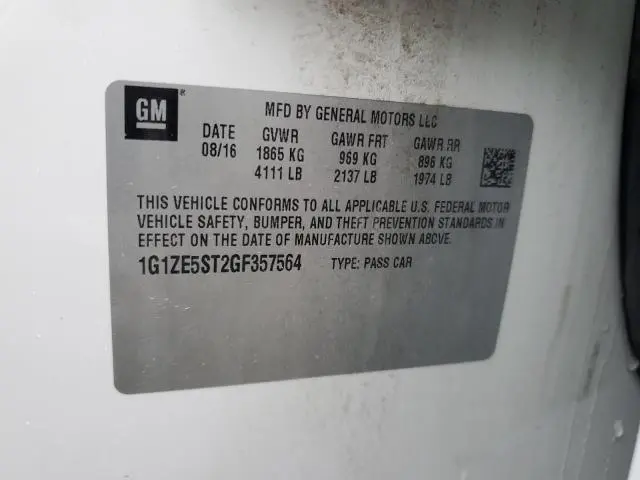 GM ®
MFD BY GENERAL MOTORS LLC
DATE GVWR GAWR FRT GAWR RR
08/16 1865 KG 969 KG 896 KG
4111 LB 2137 LB 1974 LB
THIS VEHICLE CONFORMS TO ALL APPLICABLE U.S. FEDERAL MOTOR
VEHICLE SAFETY, BUMPER, AND THEFT PREVENTION STANDARDS IN
EFFECT ON THE DATE OF MANUFACTURE SHOWN ABOVE.
1G1ZE5ST2GF357564 TYPE: PASS CAR